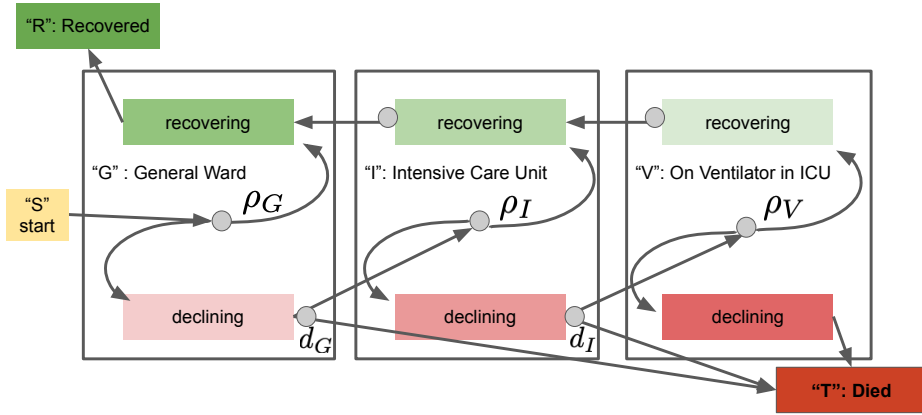 “R”: Recovered
recovering
recovering
recovering
“G” : General Ward
“I”: Intensive Care Unit
“V”: On Ventilator in ICU
“S”
start
ρG
ρI
ρV
declining
declining
declining
dG
dI
“T”: Died